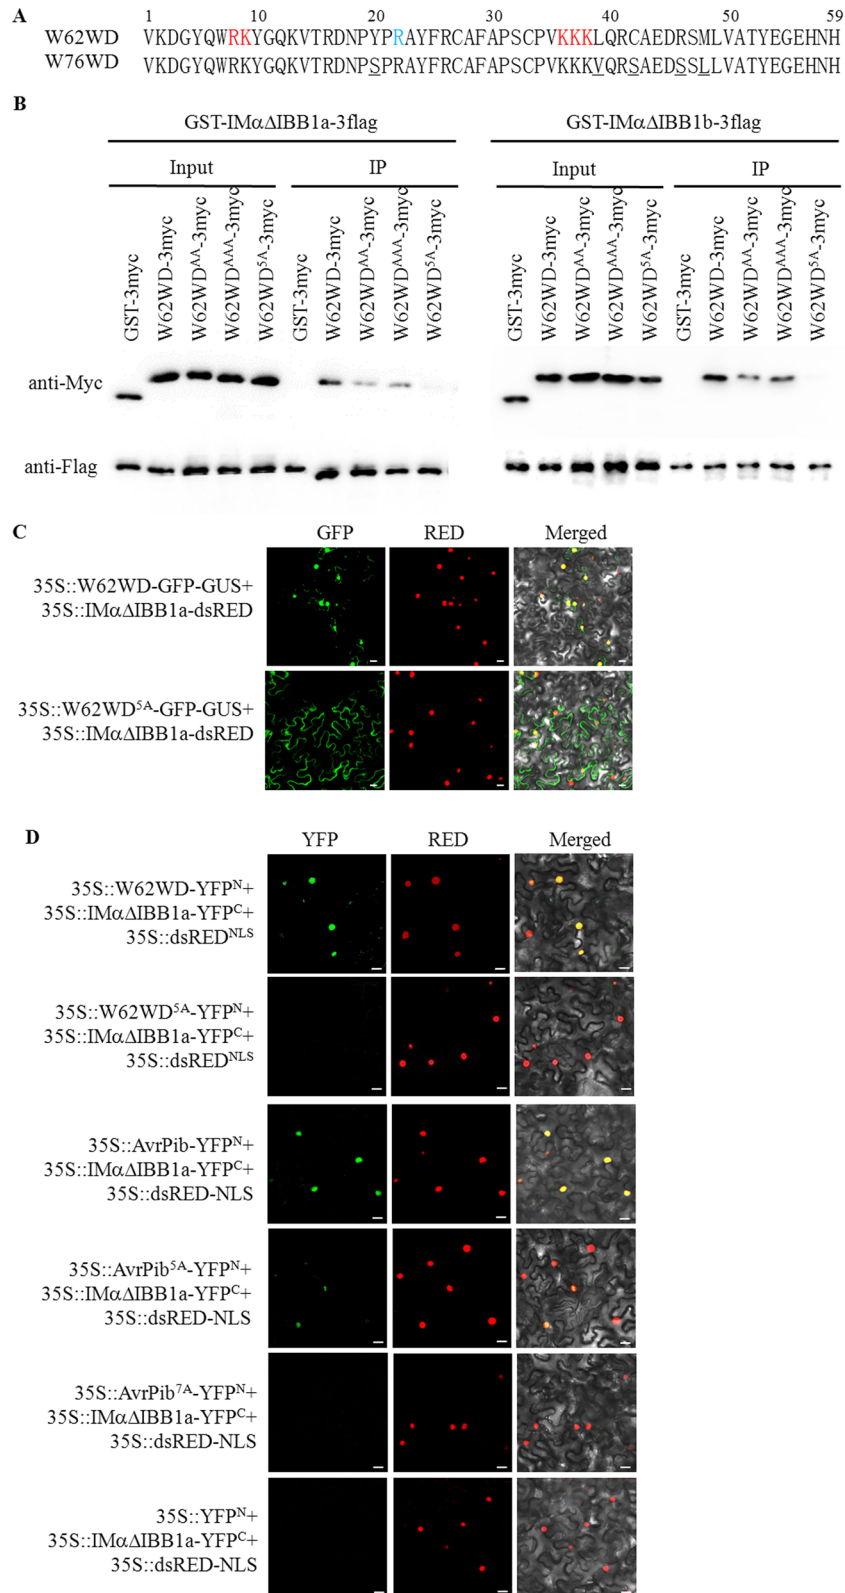 A
1 10 20 30 40 50 59
W62WD VKDGYQWRKYGQKVTRDNPYPRAYFRCAFAPSCPVKKKLQRCAEDRSMLVATYEGEHNH
W76WD VKDGYQWRKYGQKVTRDNPSPRAYFRCAFAPSCPVKKKVQRSAEDSSLLVATYEGEHNH
B
GST-IMαΔIBB1a-3flag GST-IMαΔIBB1b-3flag
Input IP Input IP
GST-3myc W62WD-3myc W62WDAA-3myc W62WDAAA-3myc W62WD5A-3myc GST-3myc W62WD-3myc W62WDAA-3myc W62WDAAA-3myc W62WD5A-3myc GST-3myc W62WD-3myc W62WDAA-3myc W62WDAAA-3myc W62WD5A-3myc GST-3myc W62WD-3myc W62WDAA-3myc W62WDAAA-3myc W62WD5A-3myc
anti-Myc
anti-Flag
C
GFP RED Merged
35S::W62WD-GFP-GUS+
35S::IMαΔIBB1a-dsRED
35S::W62WD5A-GFP-GUS+
35S::IMαΔIBB1a-dsRED
D
YFP RED Merged
35S::W62WD-YFPN+
35S::IMαΔIBB1a-YFPC+
35S::dsREDNLS
35S::W62WD5A-YFPN+
35S::IMαΔIBB1a-YFPC+
35S::dsREDNLS
35S::AvrPib-YFPN+
35S::IMαΔIBB1a-YFPC+
35S::dsRED-NLS
35S::AvrPib5A-YFPN+
35S::IMαΔIBB1a-YFPC+
35S::dsRED-NLS
35S::AvrPib7A-YFPN+
35S::IMαΔIBB1a-YFPC+
35S::dsRED-NLS
35S::YFPN+
35S::IMαΔIBB1a-YFPC+
35S::dsRED-NLS